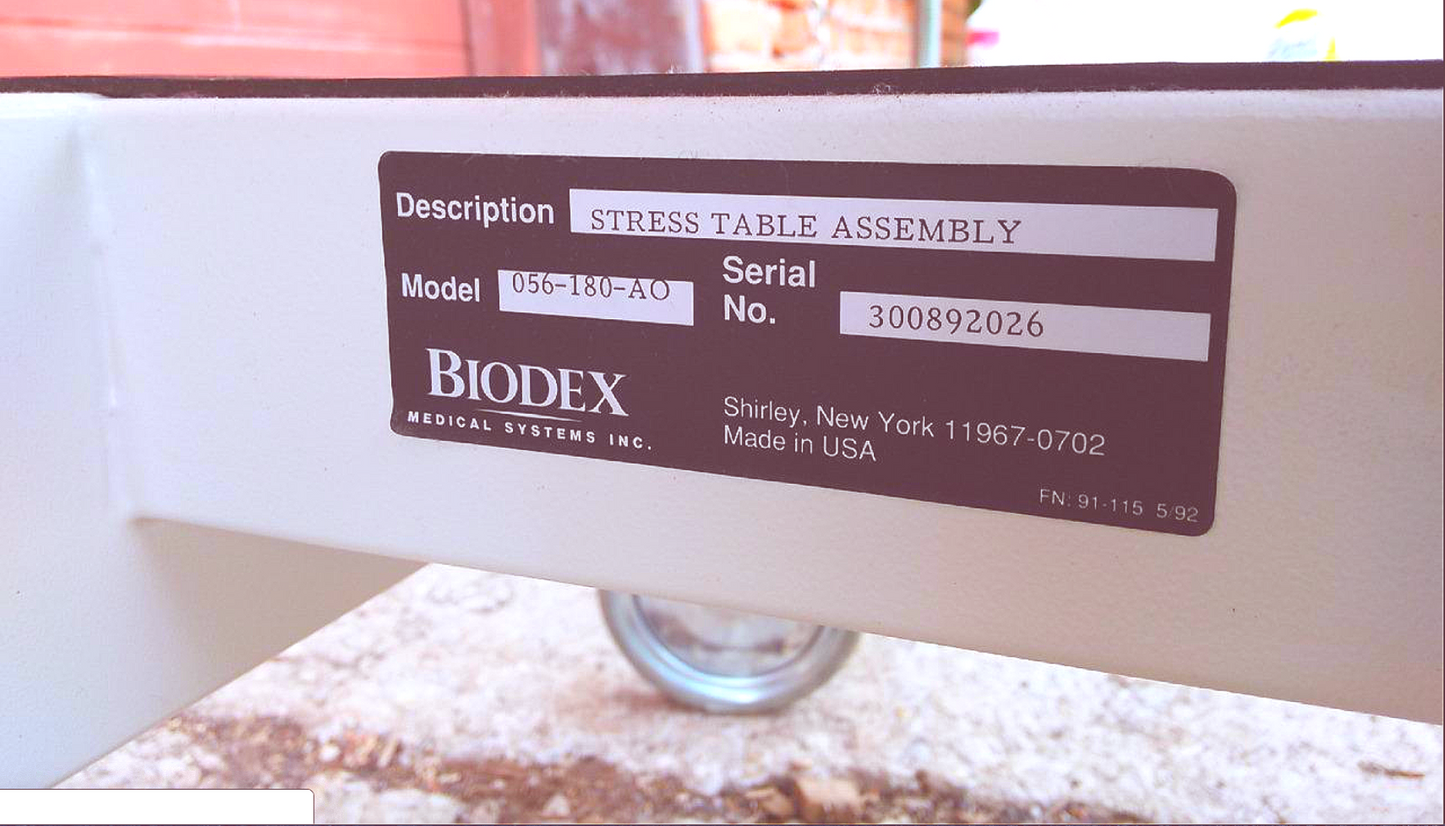 Description STRESS TABLE ASSEMBLY
Model 056-180-AO
Serial
No. 300892026
BIODEX
MEDICAL SYSTEMS INC.
Shirley, New York 11967-0702
Made in USA
FN: 91-115 5/92